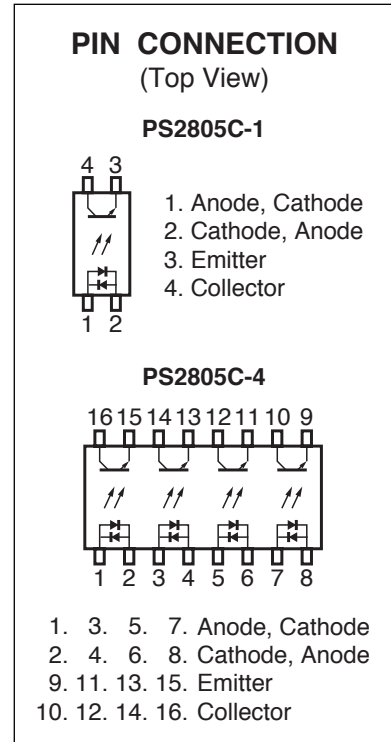 PIN CONNECTION
(Top View)
PS2805C-1
4 3
1. Anode, Cathode
2. Cathode, Anode
3. Emitter
4. Collector
1 2
PS2805C-4
16 15 14 13 12 11 10 9
1 2 3 4 5 6 7 8
1. 3. 5. 7. Anode, Cathode
2. 4. 6. 8. Cathode, Anode
9. 11. 13. 15. Emitter
10. 12. 14. 16. Collector